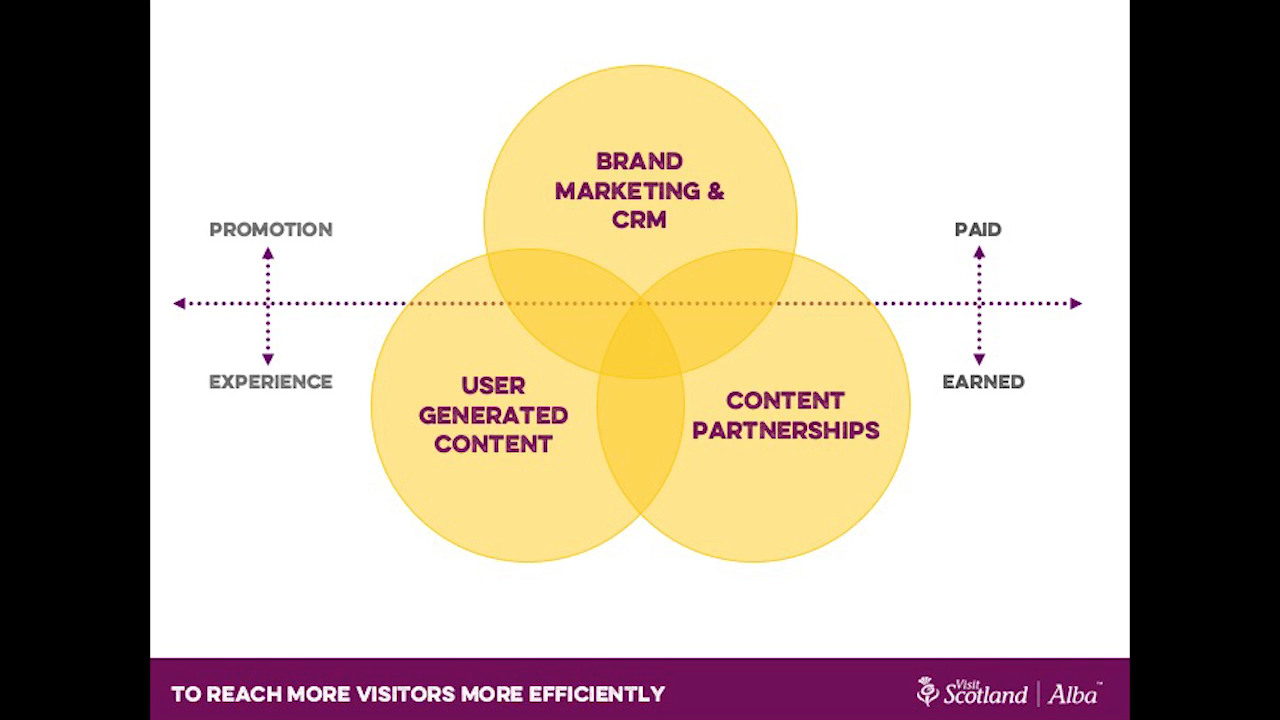 BRAND
MARKETING &
CRM
PROMOTION
PAID
EXPERIENCE
EARNED
USER
GENERATED
CONTENT
CONTENT
PARTNERSHIPS
TO REACH MORE VISITORS MORE EFFICIENTLY
Visit
Scotland | Alba™